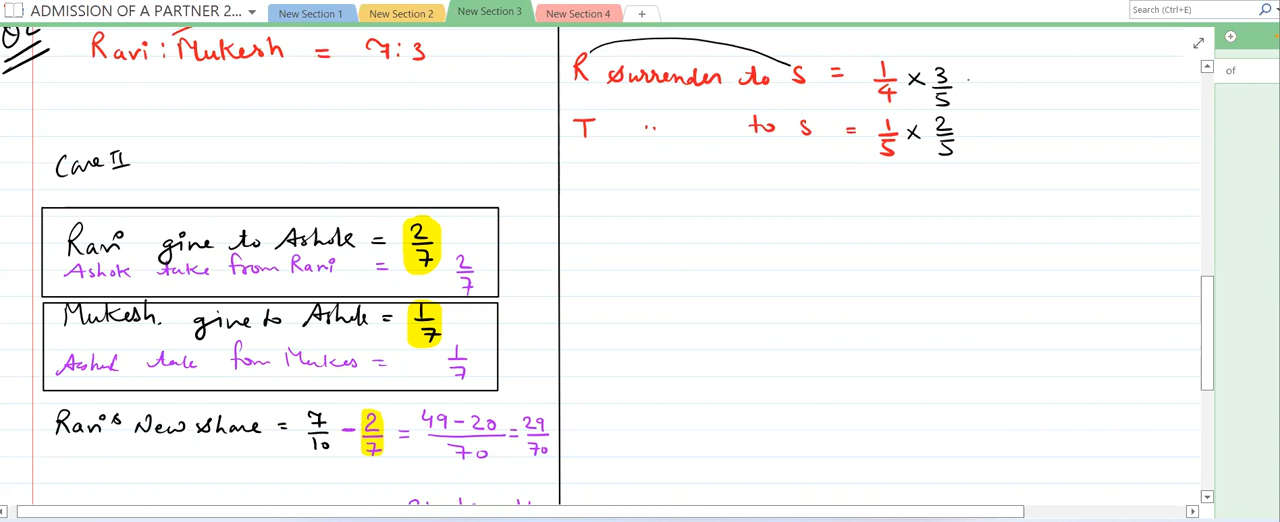 ADMISSION OF A PARTNER 2... New Section 1 New Section 2 New Section 3 New Section 4 +
Search (Ctrl+E)
Ravi : Mukesh = 7:3
Case II
Ravi give to Ashok = 2/7
Ashok take from Ravi = 2/7
Mukesh. give to Ashok = 1/7
Ashok take from Mukes = 1/7
Ravi's New share = 7/10 - 2/7 = 49-20/70 = 29/70
R surrender to S = 1/4 × 3/5
T " to S = 1/5 × 2/5
of